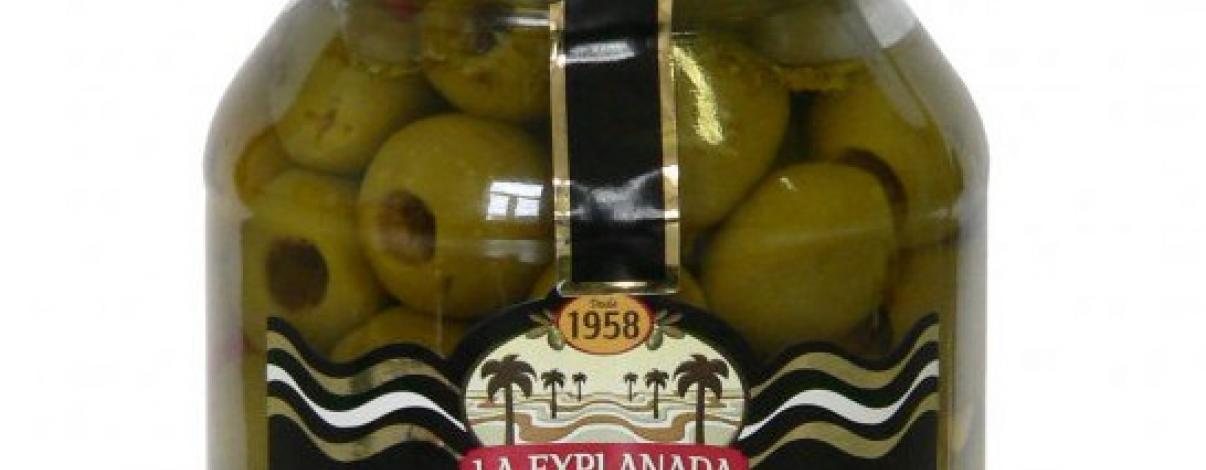 Desde
1958
LA EXPLANADA